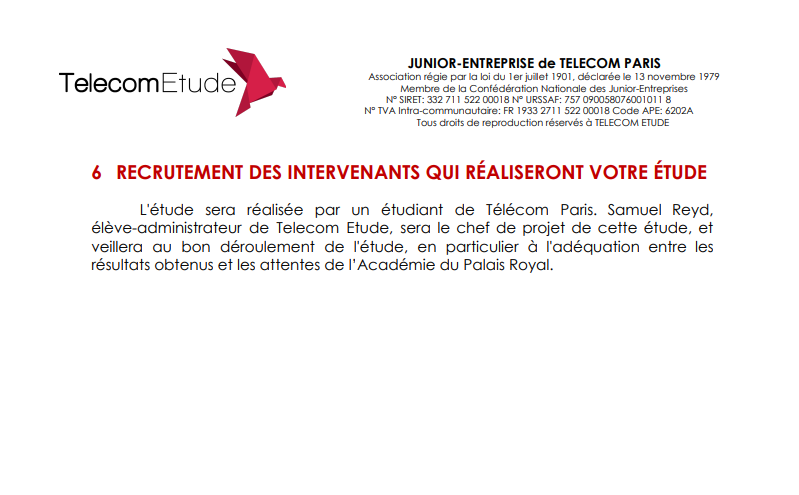 TelecomEtude
JUNIOR-ENTREPRISE de TELECOM PARIS
Association régie par la loi du 1er juillet 1901, déclarée le 13 novembre 1979
Membre de la Confédération Nationale des Junior-Entreprises
N° SIRET: 332 711 522 00018 N° URSSAF: 757 090058076001011 8
N° TVA Intra-communautaire: FR 1933 2711 522 00018 Code APE: 6202A
Tous droits de reproduction réservés à TELECOM ETUDE
6 RECRUTEMENT DES INTERVENANTS QUI RÉALISERONT VOTRE ÉTUDE
L'étude sera réalisée par un étudiant de Télécom Paris. Samuel Reyd,
élève-administrateur de Telecom Etude, sera le chef de projet de cette étude, et
veillera au bon déroulement de l'étude, en particulier à l'adéquation entre les
résultats obtenus et les attentes de l’Académie du Palais Royal.